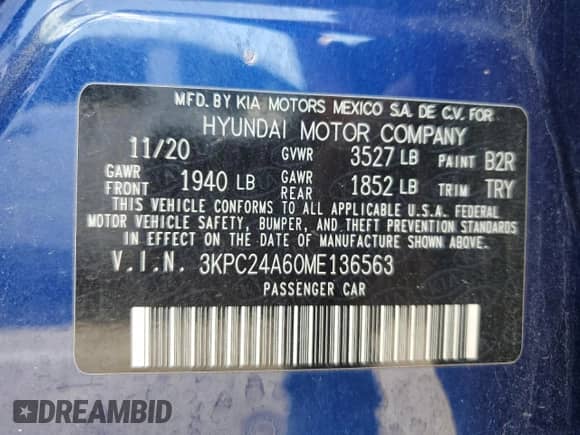 MFD. BY KIA MOTORS MEXICO S.A. DE C.V. FOR
HYUNDAI MOTOR COMPANY
11/20 GVWR 3527 LB PAINT B2R
GAWR FRONT 1940 LB GAWR REAR 1852 LB TRIM TRY
THIS VEHICLE CONFORMS TO ALL APPLICABLE U.S.A. FEDERAL
MOTOR VEHICLE SAFETY, BUMPER, AND THEFT PREVENTION STANDARDS
IN EFFECT ON THE DATE OF MANUFACTURE SHOWN ABOVE.
V.I.N. 3KPC24A60ME136563
PASSENGER CAR
DREAMBID